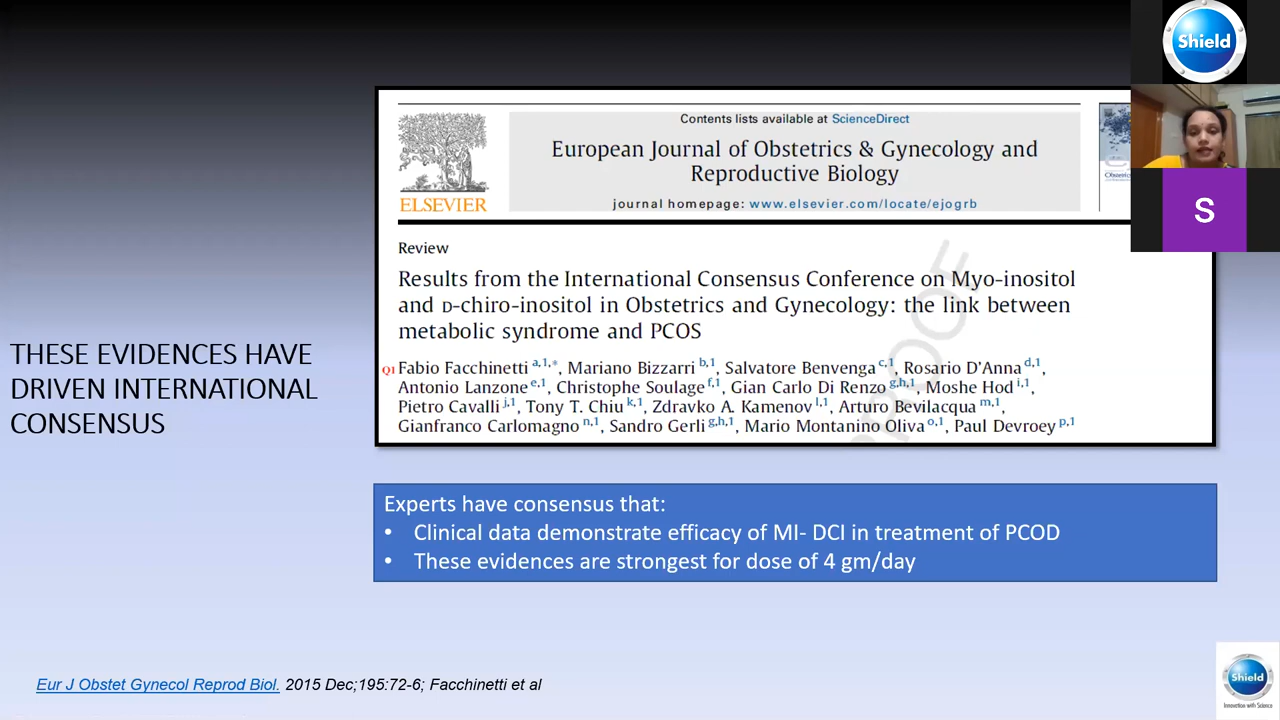 Shield
Contents lists available at ScienceDirect
European Journal of Obstetrics & Gynecology and
Reproductive Biology
ELSEVIER
journal homepage: www.elsevier.com/locate/ejogrb
S
Review
Results from the International Consensus Conference on Myo-inositol
and D-chiro-inositol in Obstetrics and Gynecology: the link between
metabolic syndrome and PCOS
Q1 Fabio Facchinetti a,1,*, Mariano Bizzarri b,1, Salvatore Benvenga c,1, Rosario D'Anna d,1,
Antonio Lanzone e,1, Christophe Soulage f,1, Gian Carlo Di Renzo g,h,1, Moshe Hod i,1,
Pietro Cavalli j,1, Tony T. Chiu k,1, Zdravko A. Kamenov l,1, Arturo Bevilacqua m,1,
Gianfranco Carlomagno n,1, Sandro Gerli g,h,1, Mario Montanino Oliva o,1, Paul Devroey p,1
THESE EVIDENCES HAVE
DRIVEN INTERNATIONAL
CONSENSUS
Experts have consensus that:
• Clinical data demonstrate efficacy of MI- DCI in treatment of PCOD
• These evidences are strongest for dose of 4 gm/day
Eur J Obstet Gynecol Reprod Biol. 2015 Dec;195:72-6; Facchinetti et al
Shield
Innovation with Science